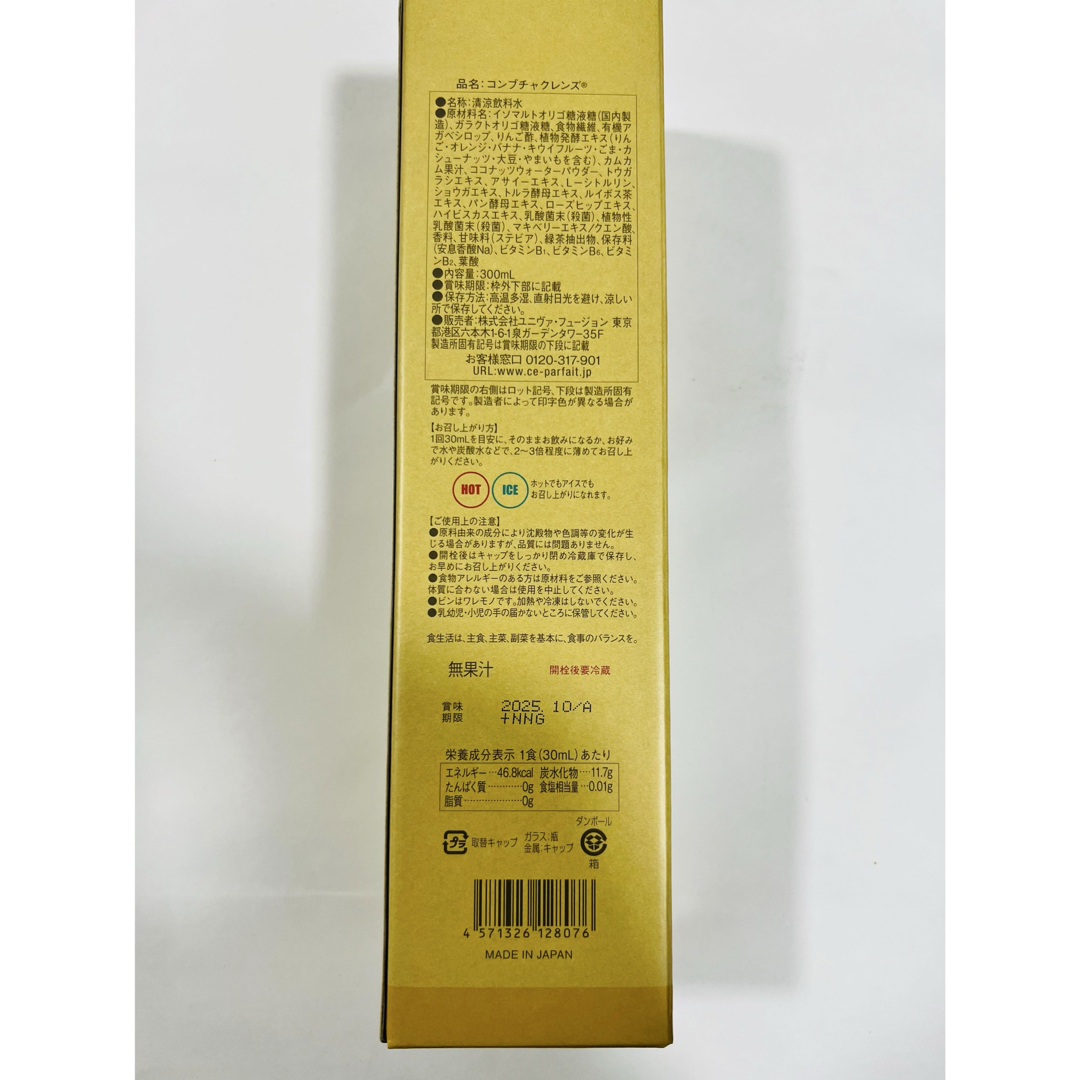 品名：コンブチャクレンズ®
●名称：清涼飲料水
●原材料名：イソマルトオリゴ糖液糖(国内製
造)、ガラクトオリゴ糖液糖、食物繊維、有機ア
ガベシロップ、りんご酢、植物発酵エキス(りん
ご・オレンジ・バナナ・キウイフルーツ・ごま・カ
シューナッツ・大豆・やまいもを含む)、カムカ
ム果汁、ココナッツウォーターパウダー、トウガ
ラシエキス、アサイーエキス、L-シトルリン、
ショウガエキス、トルラ酵母エキス、ルイボス茶
エキス、パン酵母エキス、ローズヒップエキス、
ハイビスカスエキス、乳酸菌末(殺菌)、植物性
乳酸菌末(殺菌)、マキベリーエキス/クエン酸、
香料、甘味料(ステビア)、緑茶抽出物、保存料
(安息香酸Na)、ビタミンB₁、ビタミンB₆、ビタミ
ンB₂、葉酸
●内容量：300mL
●賞味期限：枠外下部に記載
●保存方法：高温多湿、直射日光を避け、涼しい
所で保存してください。
●販売者：株式会社ユニヴァ・フュージョン 東京
都港区六本木1-6-1泉ガーデンタワー35F
製造所固有記号は賞味期限の下段に記載
お客様窓口 0120-317-901
URL:www.ce-parfait.jp
賞味期限の右側はロット記号、下段は製造所固有
記号です。製造者によって印字色が異なる場合が
あります。
【お召し上がり方】
1回30mLを目安に、そのままお飲みになるか、お好み
で水や炭酸水などで、2～3倍程度に薄めてお召し上
がりください。
HOT ICE ホットでもアイスでも
お召し上がりになれます。
【ご使用上の注意】
●原料由来の成分により沈殿物や色調等の変化が生
じる場合がありますが、品質には問題ありません。
●開栓後はキャップをしっかり閉め冷蔵庫で保存し、
お早めにお召し上がりください。
●食物アレルギーのある方は原材料をご参照ください。
体質に合わない場合は使用を中止してください。
●ビンはワレモノです。加熱や冷凍はしないでください。
●乳幼児・小児の手の届かないところに保管してください。
食生活は、主食、主菜、副菜を基本に、食事のバランスを。
無果汁 開栓後要冷蔵
賞味 2025. 10/A
期限 +NNG
栄養成分表示 1食(30mL)あたり
エネルギー…46.8kcal 炭水化物…11.7g
たんぱく質…………0g 食塩相当量…0.01g
脂質…………………0g
ダンボール
プラ 取替キャップ ガラス：瓶
金属：キャップ
箱
4 571326 128076
MADE IN JAPAN